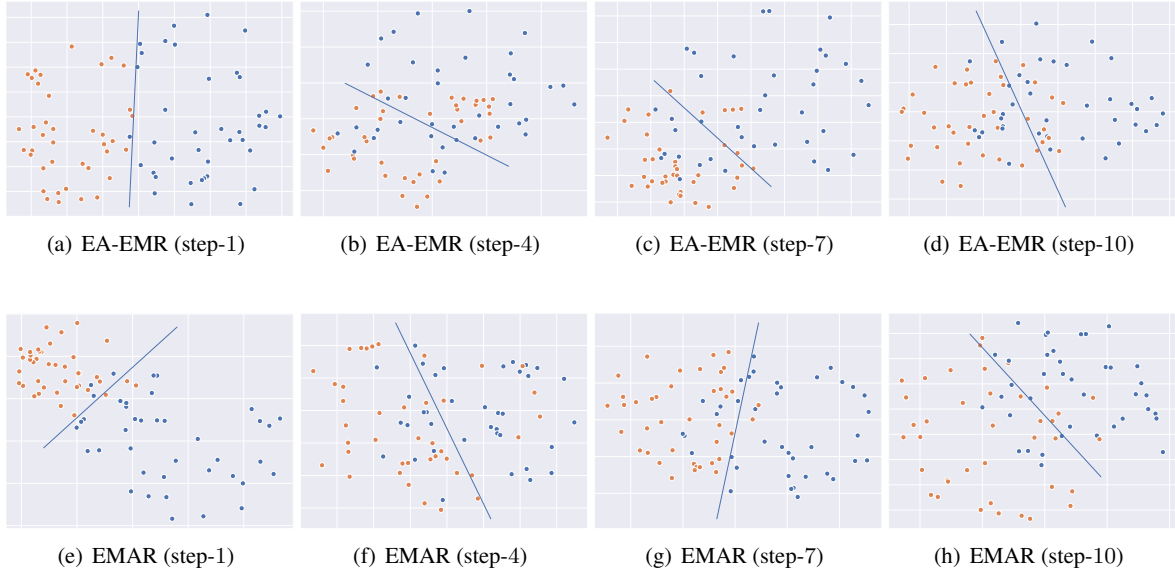 (a) EA-EMR (step-1)
(b) EA-EMR (step-4)
(c) EA-EMR (step-7)
(d) EA-EMR (step-10)
(e) EMAR (step-1)
(f) EMAR (step-4)
(g) EMAR (step-7)
(h) EMAR (step-10)